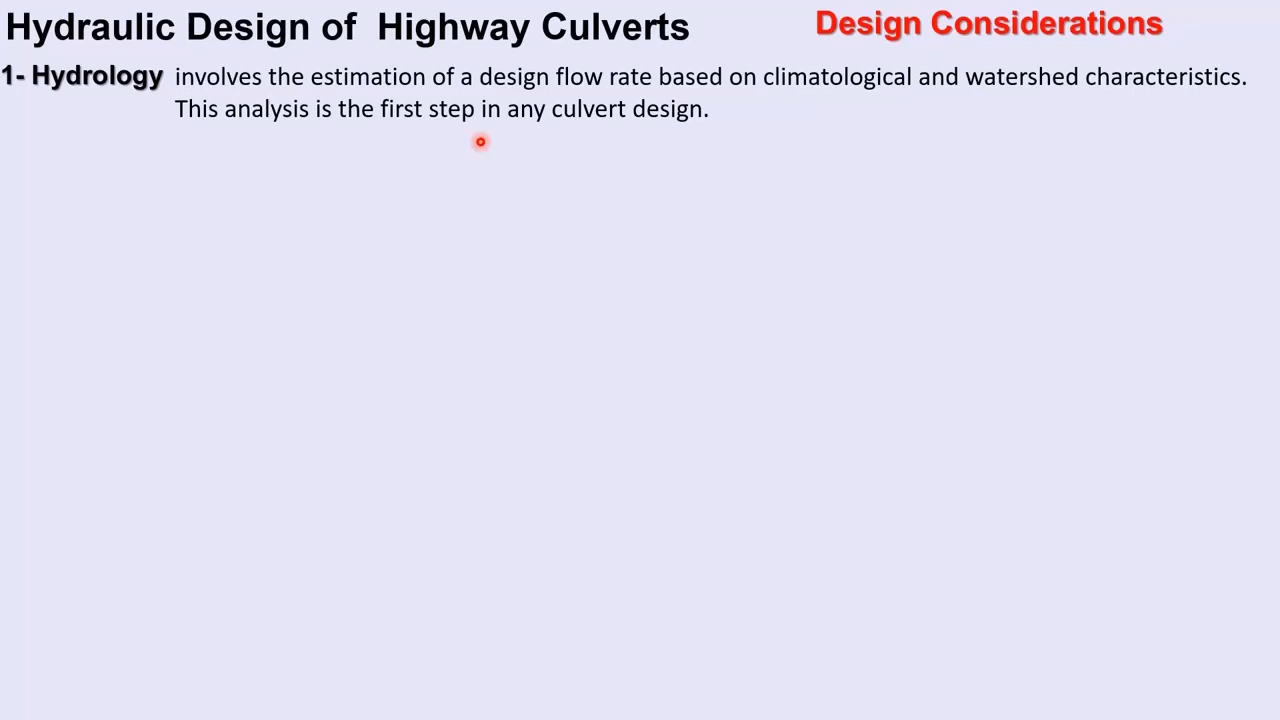 Hydraulic Design of Highway Culverts
Design Considerations
1- Hydrology involves the estimation of a design flow rate based on climatological and watershed characteristics.
This analysis is the first step in any culvert design.